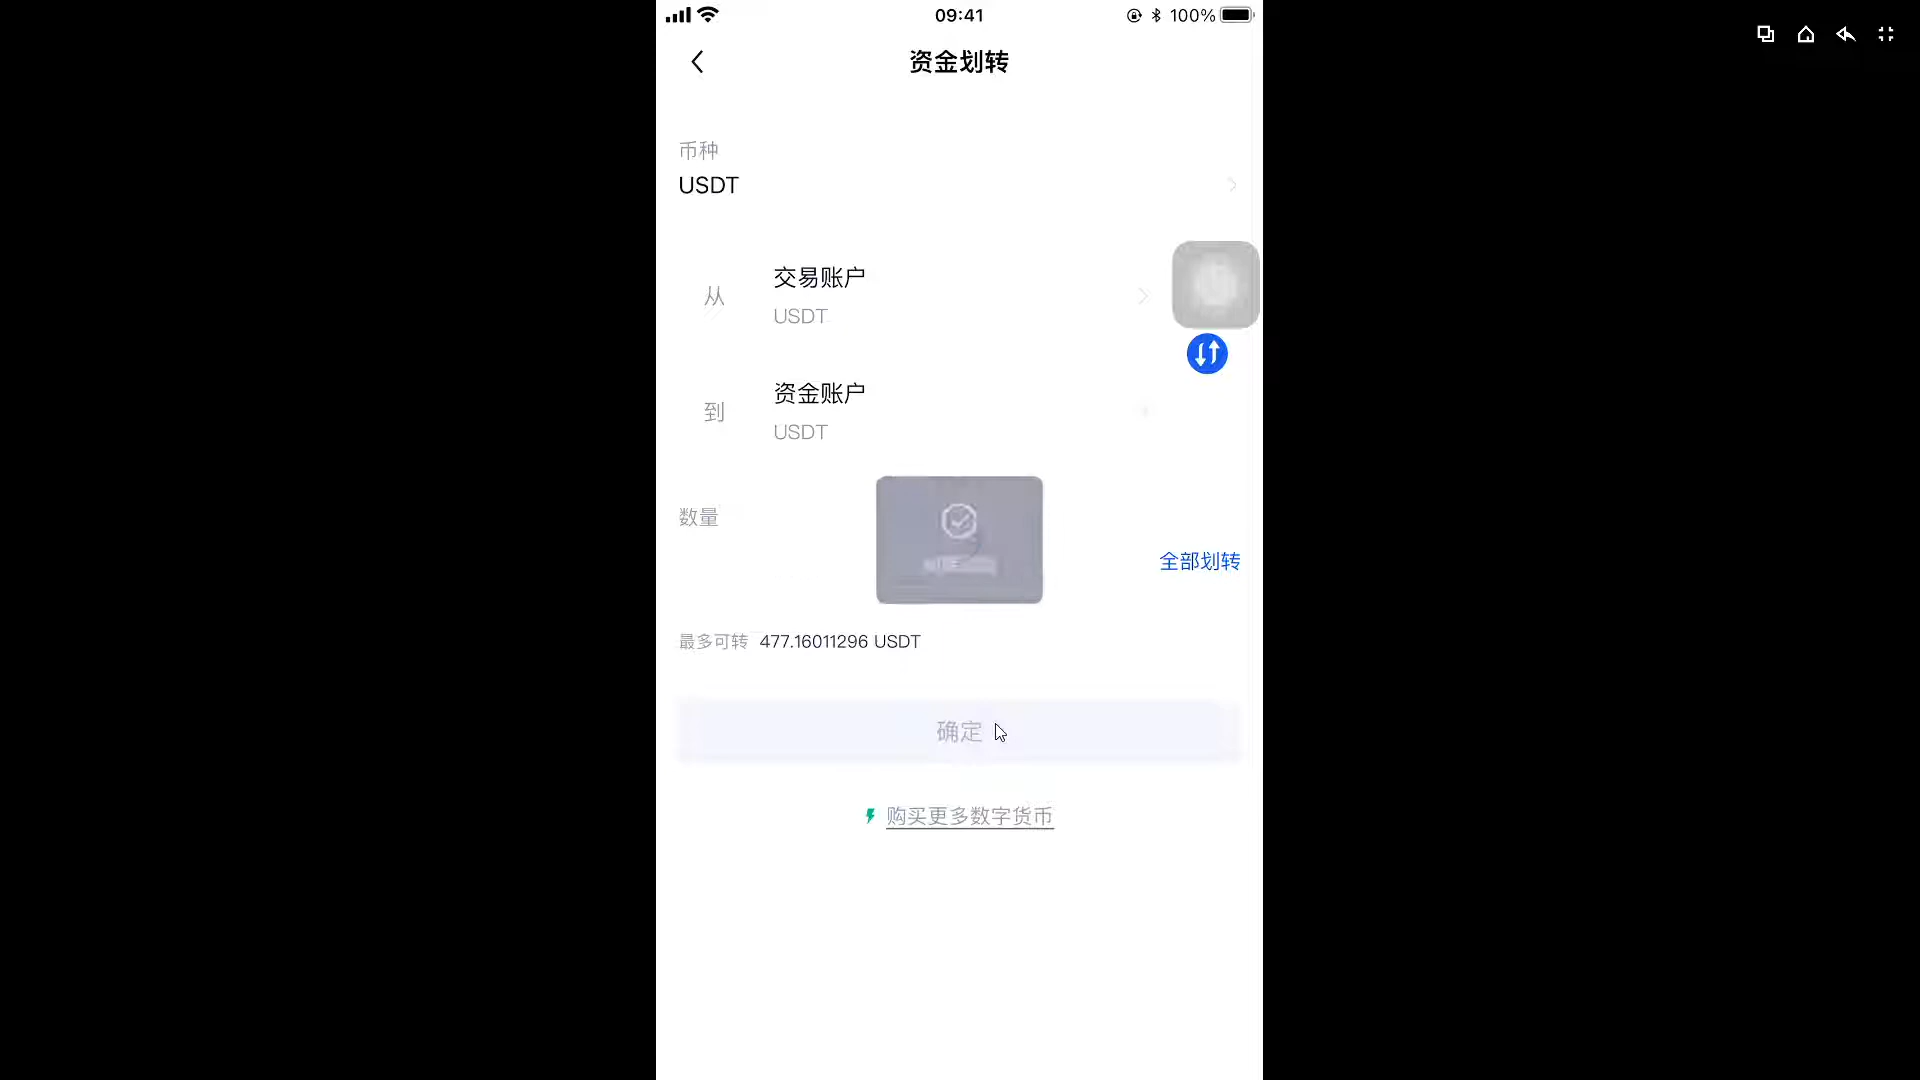 09:41
100%
资金划转
币种
USDT
从
交易账户
USDT
到
资金账户
USDT
数量
全部划转
最多可转 477.16011296 USDT
确定
购买更多数字货币